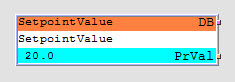 SetpointValue DB
SetpointValue
20.0 PrVal